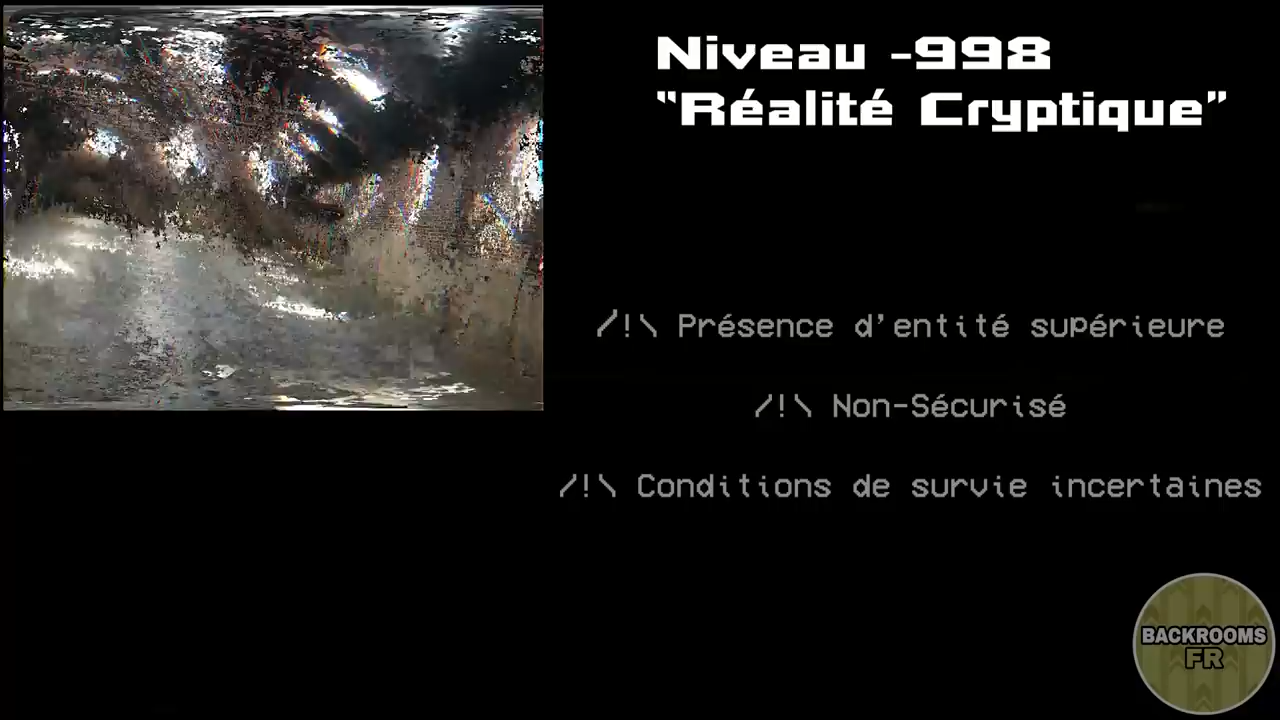 Niveau -998
"Réalité Cryptique"
/!\ Présence d'entité supérieure
/!\ Non-Sécurisé
/!\ Conditions de survie incertaines
BACKROOMS
FR